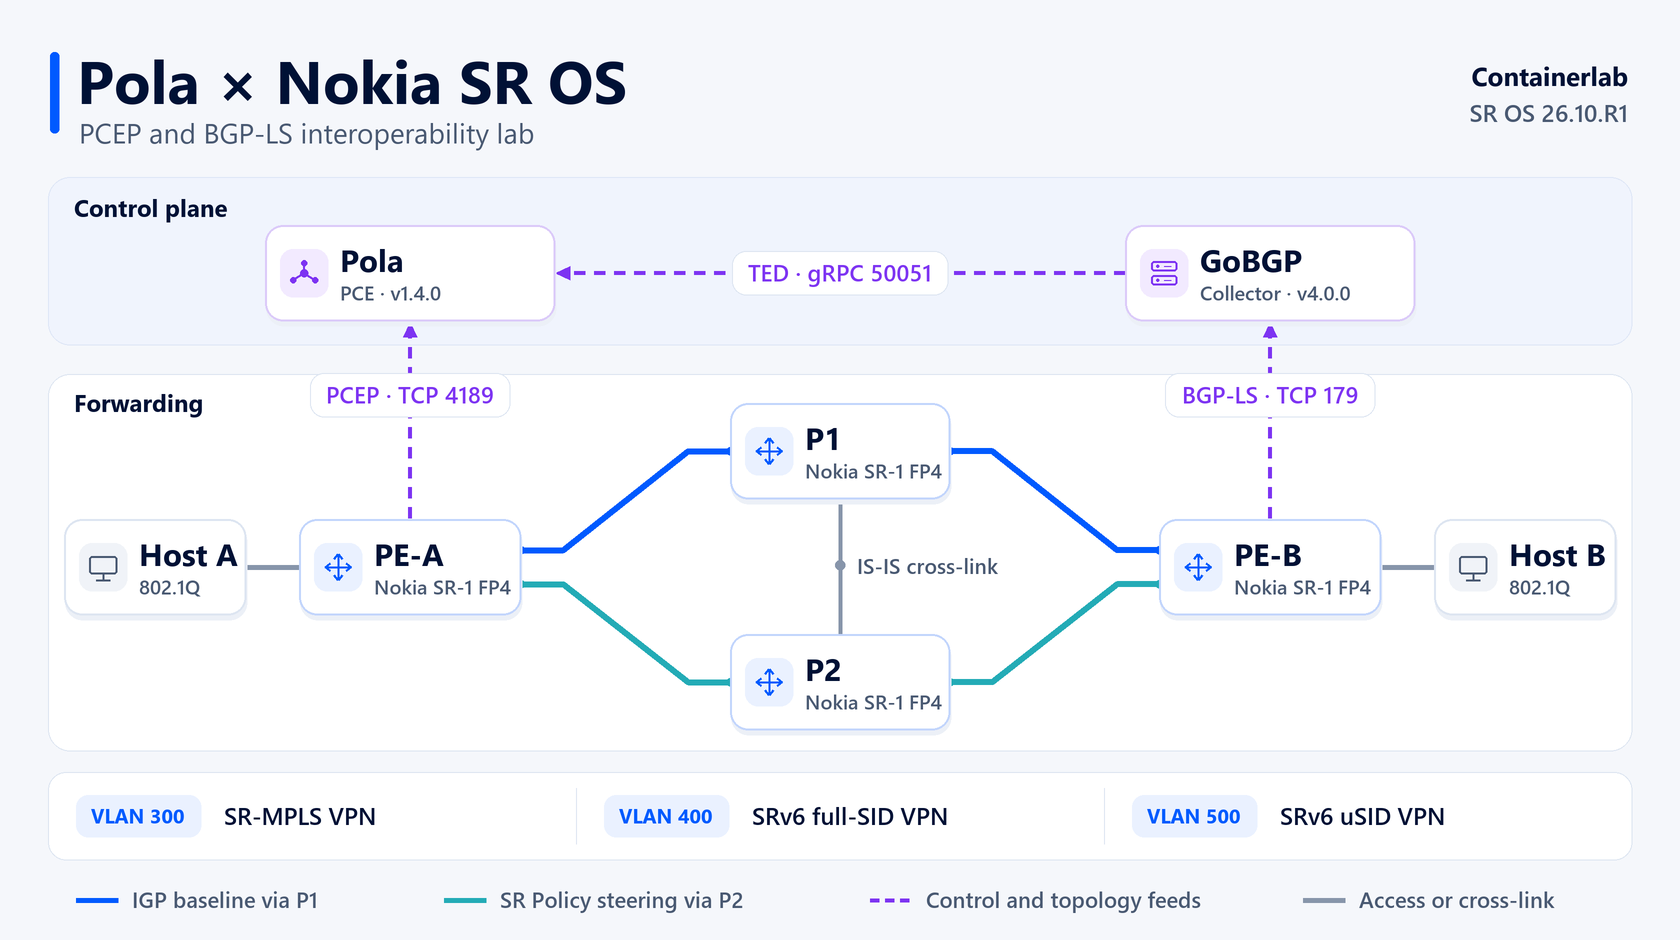 Pola × Nokia SR OS
PCEP and BGP-LS interoperability lab
Containerlab
SR OS 26.10.R1
Control plane
Pola
PCE · v1.4.0
TED · gRPC 50051
GoBGP
Collector · v4.0.0
PCEP · TCP 4189
BGP-LS · TCP 179
Forwarding
P1
Nokia SR-1 FP4
Host A
802.1Q
PE-A
Nokia SR-1 FP4
IS-IS cross-link
PE-B
Nokia SR-1 FP4
Host B
802.1Q
P2
Nokia SR-1 FP4
VLAN 300 SR-MPLS VPN
VLAN 400 SRv6 full-SID VPN
VLAN 500 SRv6 uSID VPN
IGP baseline via P1
SR Policy steering via P2
Control and topology feeds
Access or cross-link